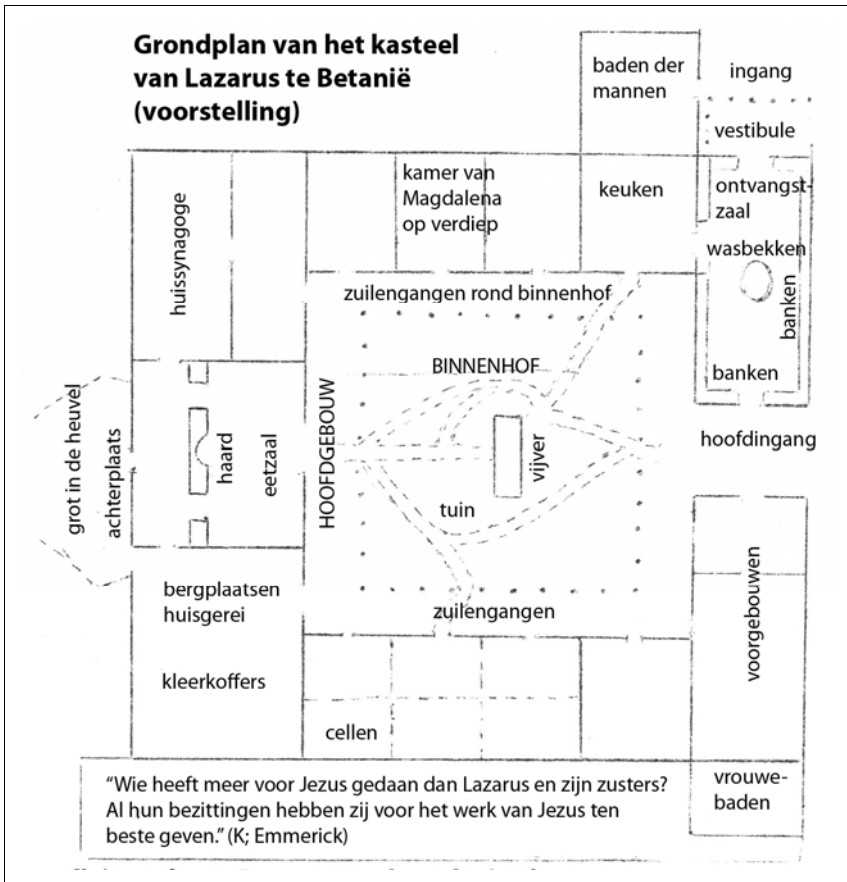 Grondplan van het kasteel
van Lazarus te Betanië
(voorstelling)
baden der
mannen
ingang
vestibule
kamer van
Magdalena
op verdiep
keuken
ontvangst-
zaal
wasbekken
banken
banken
huissynagoge
zuilengangen rond binnenhof
BINNENHOF
HOOFDGEBOUW
hoofdingang
grot in de heuvel
achterplaats
haard
eetzaal
vijver
tuin
bergplaatsen
huisgerei
zuilengangen
voorgebouwen
kleerkoffers
cellen
vrouwe-
baden
"Wie heeft meer voor Jezus gedaan dan Lazarus en zijn zusters?
Al hun bezittingen hebben zij voor het werk van Jezus ten
beste geven." (K; Emmerick)